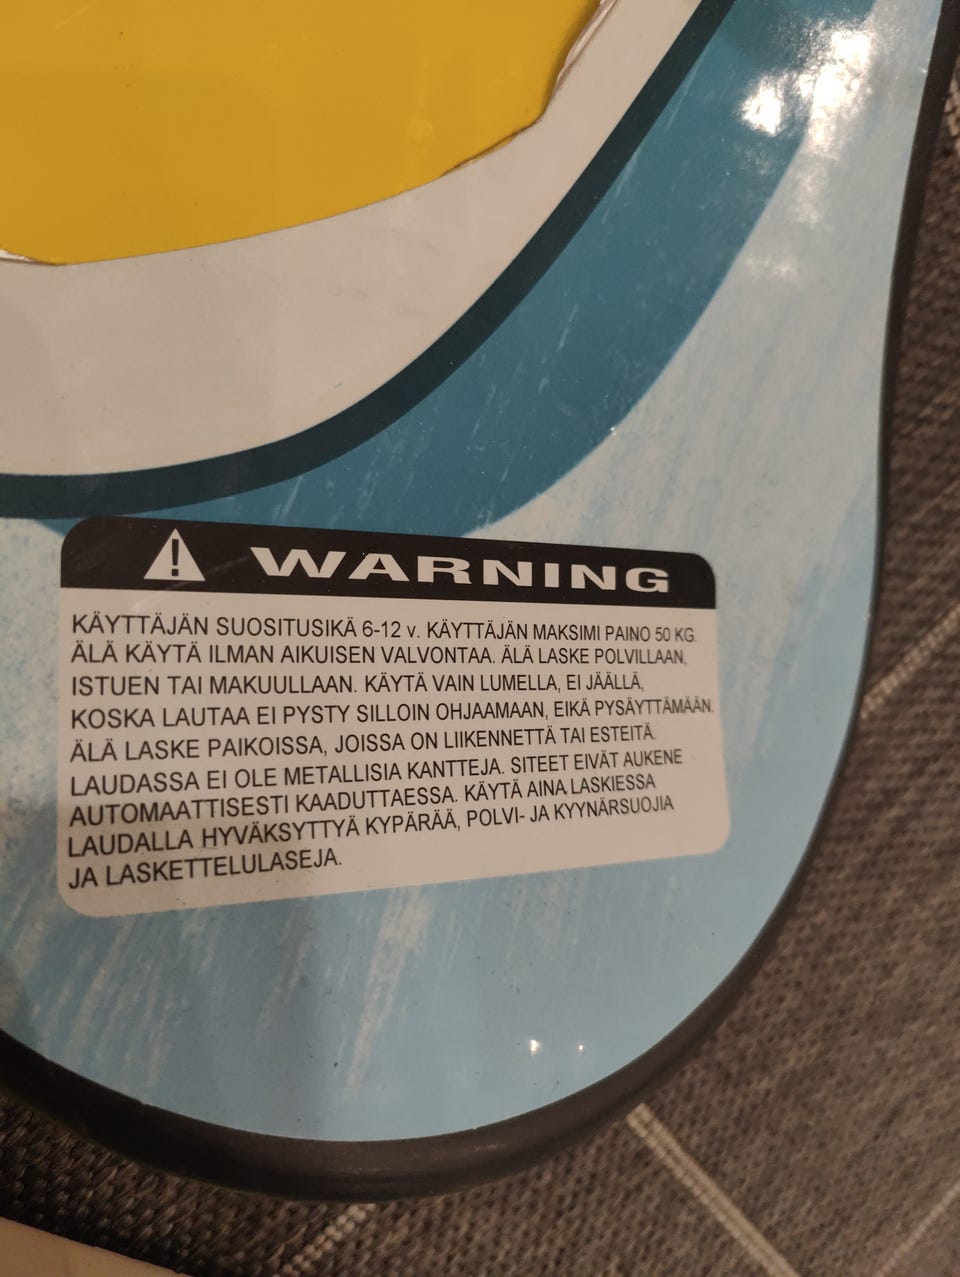 WARNING
KÄYTTÄJÄN SUOSITUSIKÄ 6-12 v. KÄYTTÄJÄN MAKSIMI PAINO 50 KG.
ÄLÄ KÄYTÄ ILMAN AIKUISEN VALVONTAA. ÄLÄ LASKE POLVILLAAN,
ISTUEN TAI MAKUULLAAN. KÄYTÄ VAIN LUMELLA, EI JÄÄLLÄ,
KOSKA LAUTAA EI PYSTY SILLOIN OHJAAMAAN, EIKÄ PYSÄYTTÄMÄÄN.
ÄLÄ LASKE PAIKOISSA, JOISSA ON LIIKENNETTÄ TAI ESTEITÄ.
LAUDASSA EI OLE METALLISIA KANTTEJA. SITEET EIVÄT AUKENE
AUTOMAATTISESTI KAADUTTAESSA. KÄYTÄ AINA LASKIESSA
LAUDALLA HYVÄKSYTTYÄ KYPÄRÄÄ, POLVI- JA KYYNÄRSUOJIA
JA LASKETTELULASEJA.